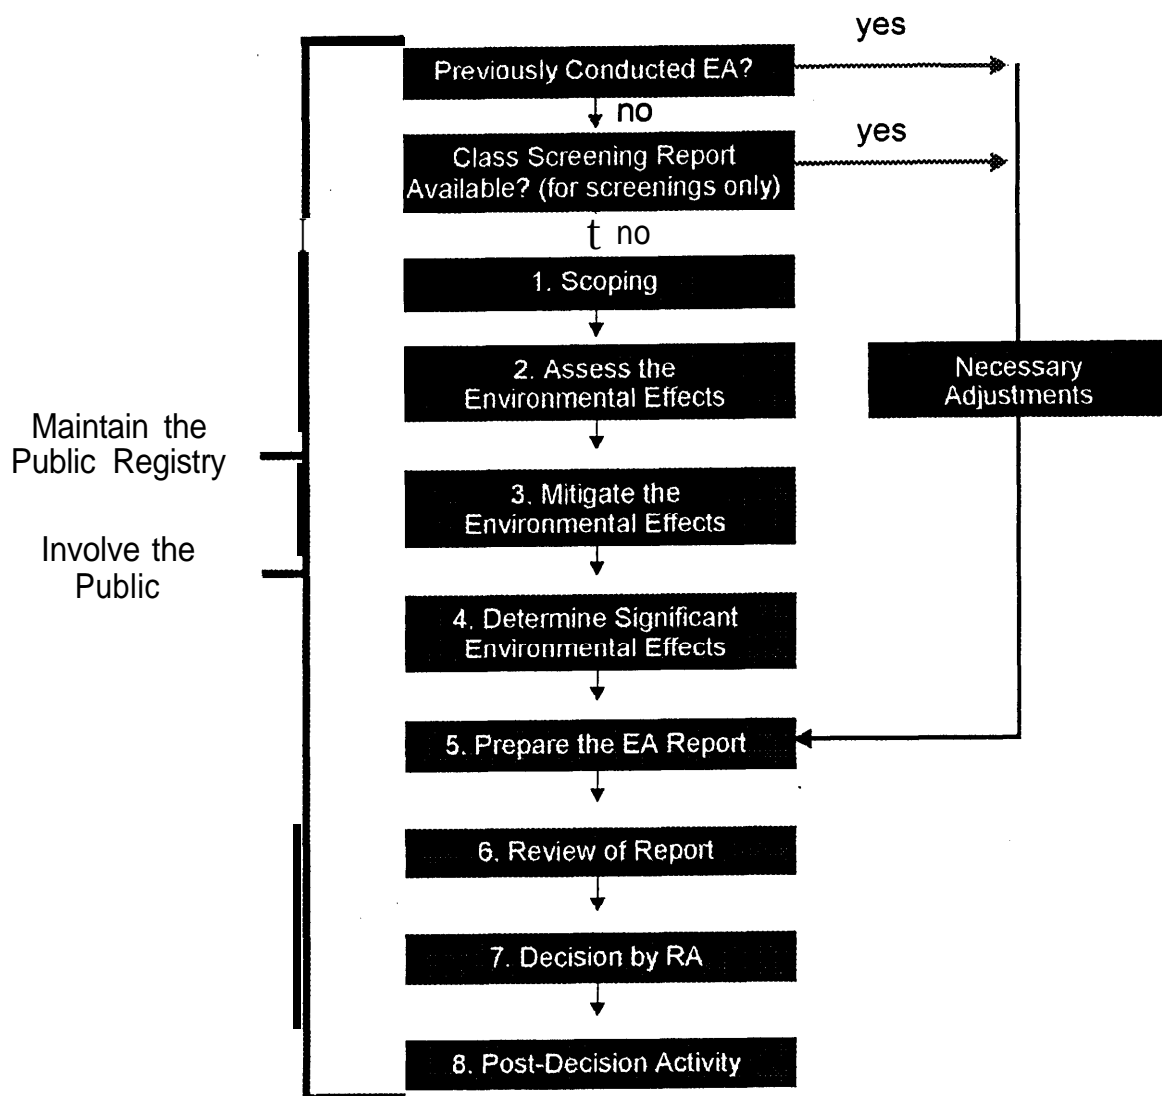 yes
Previously Conducted EA?
no
yes
Class Screening Report
Available? (for screenings only)
t no
1. Scoping
2. Assess the
Environmental Effects
Necessary
Adjustments
Maintain the
Public Registry
3. Mitigate the
Environmental Effects
Involve the
Public
4. Determine Significant
Environmental Effects
5. Prepare the EA Report
6. Review of Report
7. Decision by RA
8. Post-Decision Activity